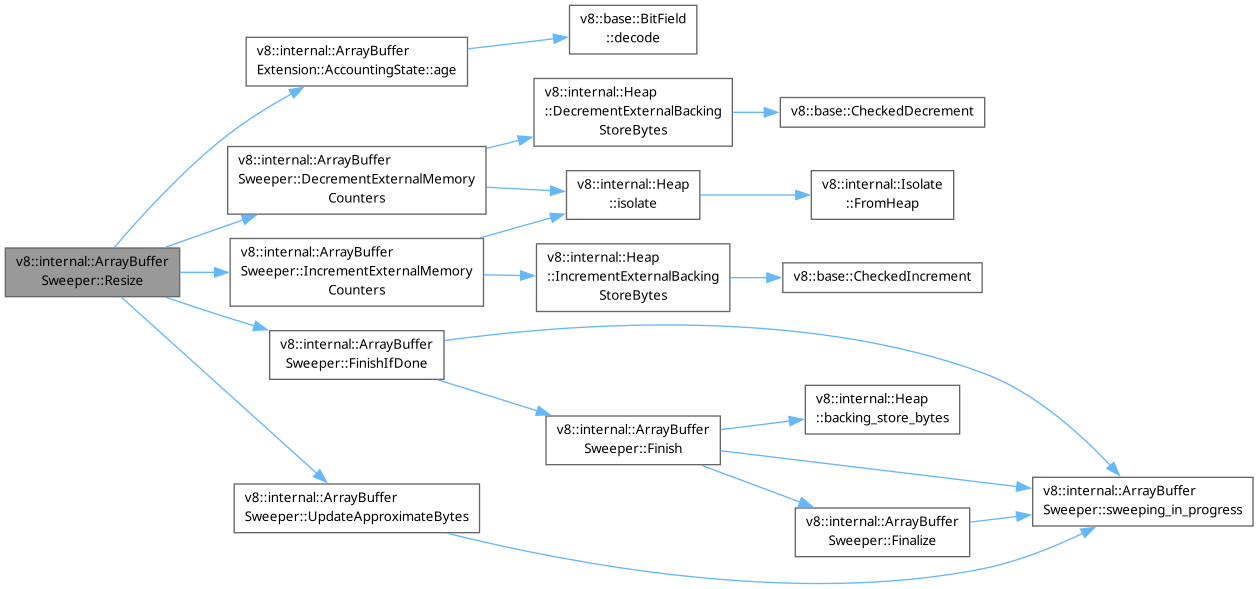 v8::internal::ArrayBuffer
Sweeper::Resize
v8::internal::ArrayBuffer
Extension::AccountingState::age
v8::base::BitField
::decode
v8::internal::ArrayBuffer
Sweeper::DecrementExternalMemory
Counters
v8::internal::Heap
::DecrementExternalBacking
StoreBytes
v8::base::CheckedDecrement
v8::internal::Heap
::isolate
v8::internal::Isolate
::FromHeap
v8::internal::ArrayBuffer
Sweeper::IncrementExternalMemory
Counters
v8::internal::Heap
::IncrementExternalBacking
StoreBytes
v8::base::CheckedIncrement
v8::internal::ArrayBuffer
Sweeper::FinishIfDone
v8::internal::ArrayBuffer
Sweeper::Finish
v8::internal::Heap
::backing_store_bytes
v8::internal::ArrayBuffer
Sweeper::sweeping_in_progress
v8::internal::ArrayBuffer
Sweeper::Finalize
v8::internal::ArrayBuffer
Sweeper::UpdateApproximateBytes